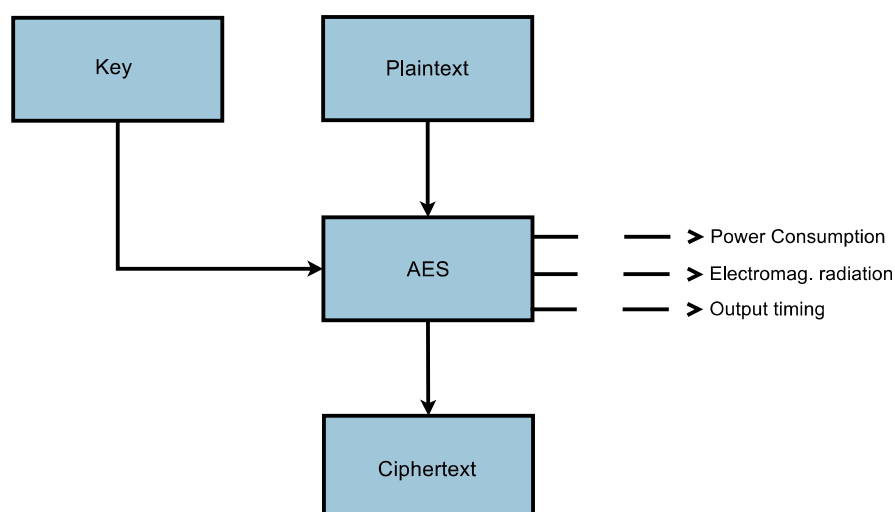 Key
Plaintext
AES
Power Consumption
Electromag. radiation
Output timing
Ciphertext